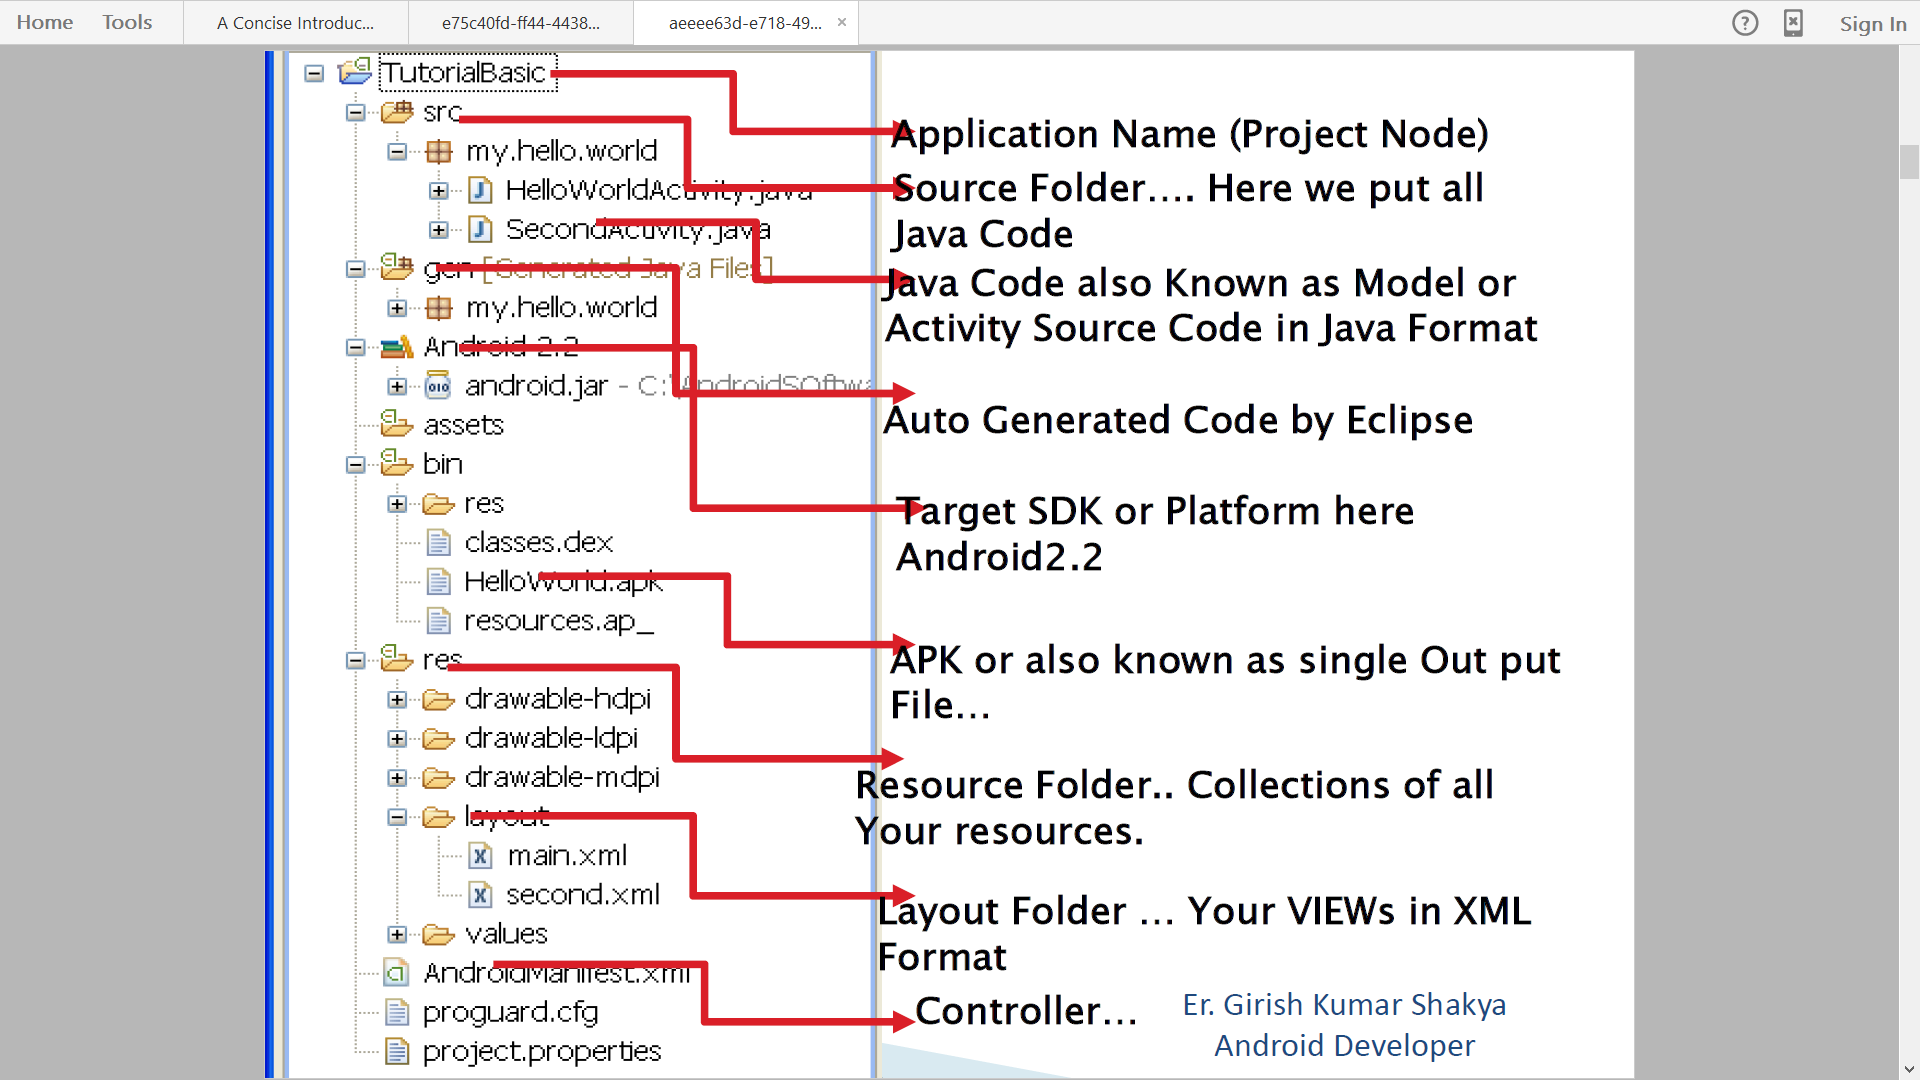 Home Tools A Concise Introduc... e75c40fd-ff44-4438... aeeee63d-e718-49... × ? Sign In
TutorialBasic
src
my.hello.world
HelloWorldActivity.java
SecondActivity.java
gen [Generated Java Files]
my.hello.world
Android 2.2
android.jar - C:\AndroidSOftwa
assets
bin
res
classes.dex
HelloWorld.apk
resources.ap_
res
drawable-hdpi
drawable-ldpi
drawable-mdpi
layout
main.xml
second.xml
values
AndroidManifest.xml
proguard.cfg
project.properties
Application Name (Project Node)
Source Folder.... Here we put all
Java Code
Java Code also Known as Model or
Activity Source Code in Java Format
Auto Generated Code by Eclipse
Target SDK or Platform here
Android2.2
APK or also known as single Out put
File...
Resource Folder.. Collections of all
Your resources.
Layout Folder ... Your VIEWs in XML
Format
Controller...
Er. Girish Kumar Shakya
Android Developer